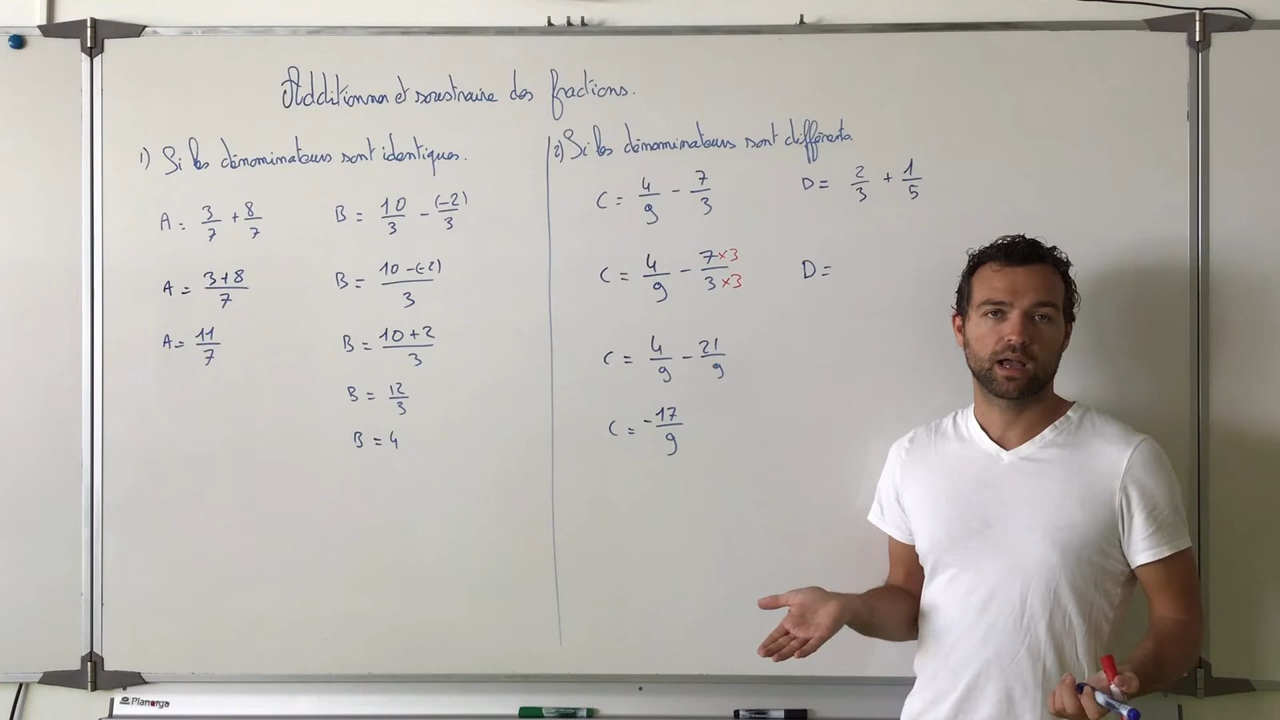 Additionner et soustraire des fractions.
1) Si les dénominateurs sont identiques.
A = 3/7 + 8/7
B = 10/3 - (-2)/3
A = 3+8/7
B = 10-(-2)/3
A = 11/7
B = 10+2/3
B = 12/3
B = 4
2) Si les dénominateurs sont différents.
C = 4/9 - 7/3
D = 2/3 + 1/5
C = 4/9 - 7×3/3×3
D =
C = 4/9 - 21/9
C = -17/9
Planorga